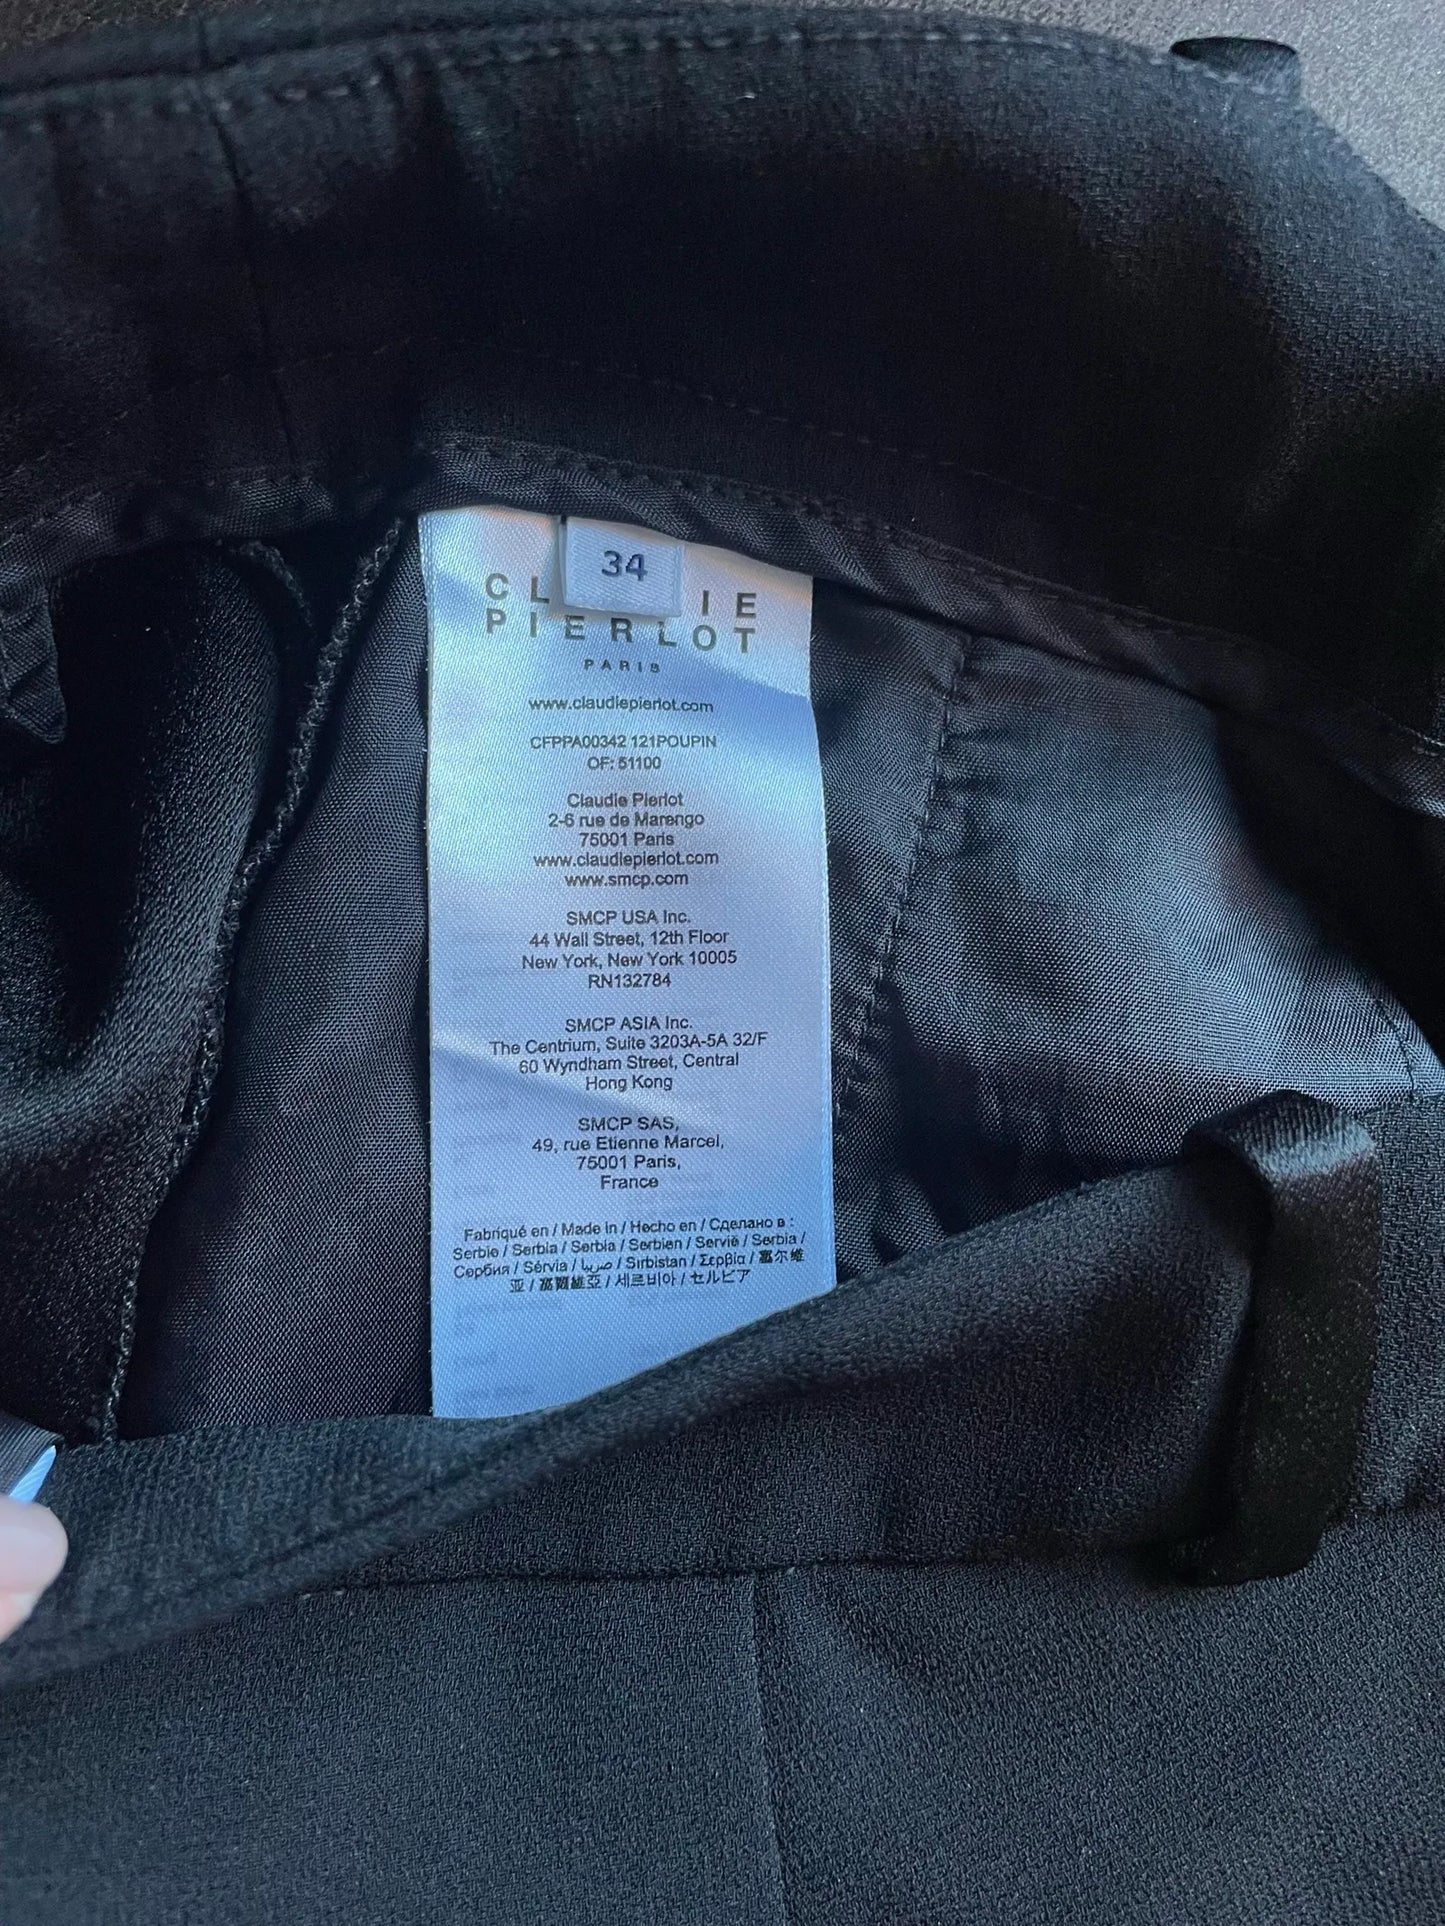 34
CL IE
PIERLOT
PARIS
www.claudiepierlot.com
CFPPA00342 121POUPIN
OF: 51100
Claudie Pierlot
2-6 rue de Marengo
75001 Paris
www.claudiepierlot.com
www.smcp.com
SMCP USA Inc.
44 Wall Street, 12th Floor
New York, New York 10005
RN132784
SMCP ASIA Inc.
The Centrium, Suite 3203A-5A 32/F
60 Wyndham Street, Central
Hong Kong
SMCP SAS,
49, rue Etienne Marcel,
75001 Paris,
France
Fabriqué en / Made in / Hecho en / Сделано в :
Serbie / Serbia / Serbia / Serbien / Servië / Serbia /
Сербия / Sérvia / صربيا / Sırbistan / Σερβία / 塞尔维
亚 / 塞爾維亞 / 세르비아 / セルビア